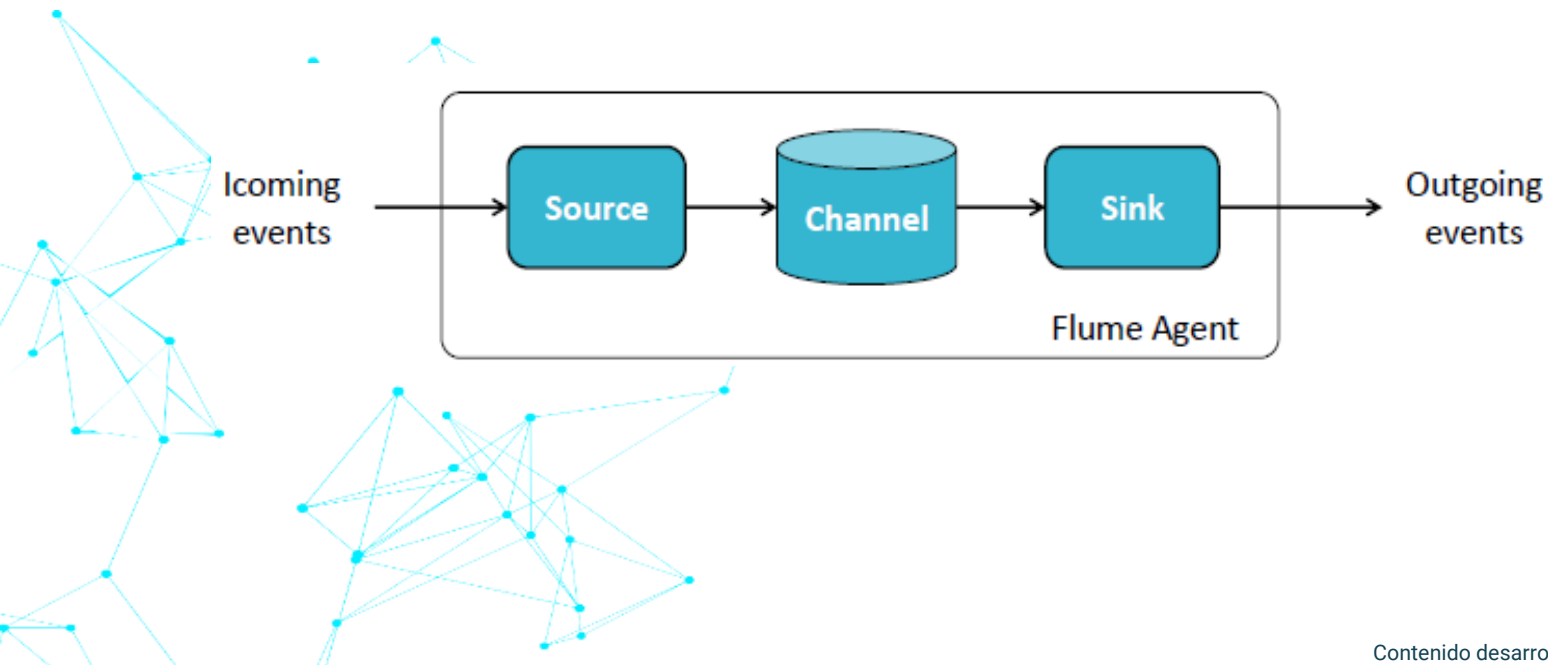 Icoming
events
Source
Channel
Sink
Outgoing
events
Flume Agent
Contenido desarro